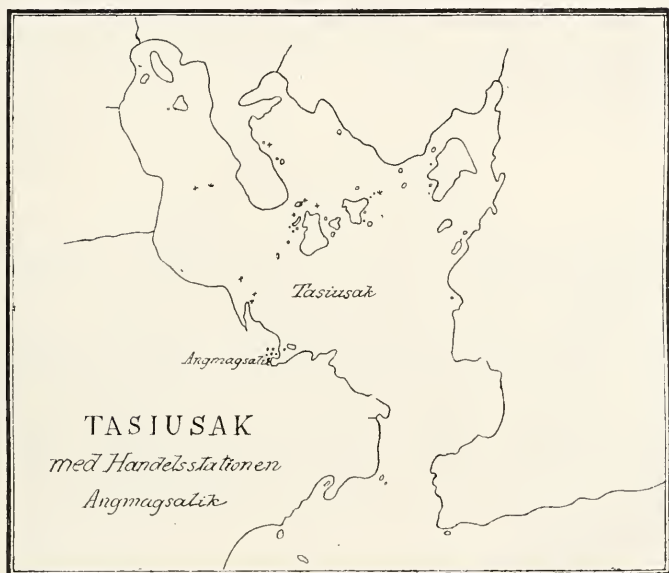 Tasiusak
Angmagsalik
TASIUSAK
med Handelsstationen
Angmagsalik